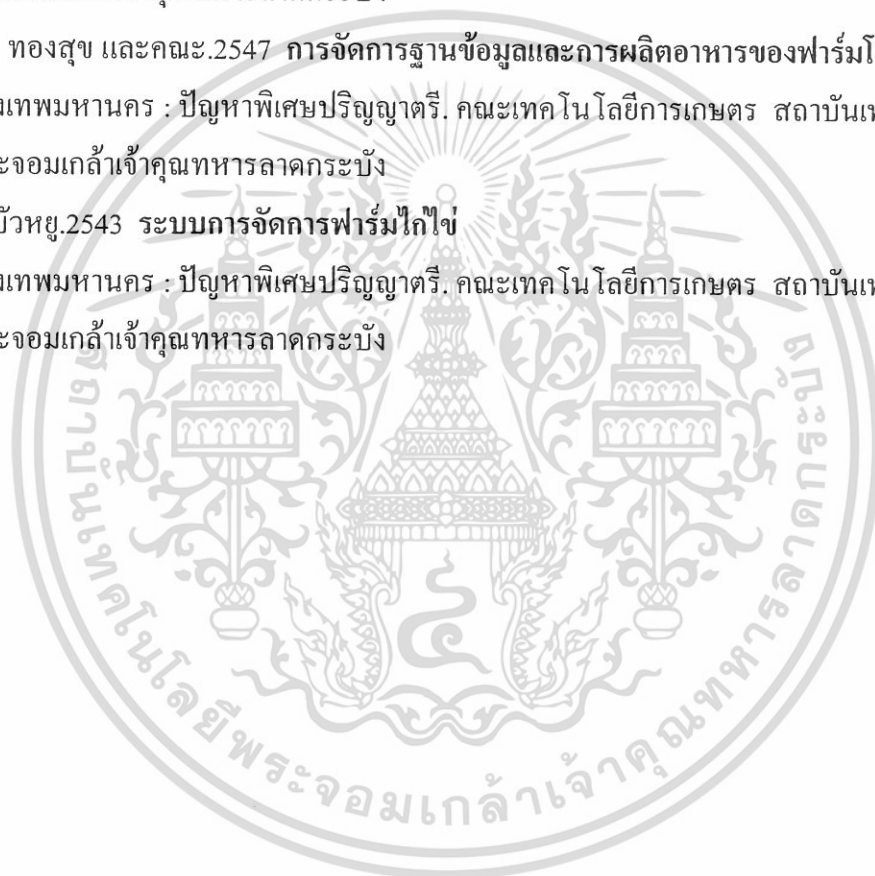 ทองสุข และคณะ.2547 การจัดการฐานข้อมูลและการผลิตอาหารของฟาร์มโ
งเทพมหานคร : ปัญหาพิเศษปริญญาตรี. คณะเทคโนโลยีการเกษตร สถาบันเท
ะจอมเกล้าเจ้าคุณทหารลาดกระบัง
บัวหยู.2543 ระบบการจัดการฟาร์มไก่ไข่
งเทพมหานคร : ปัญหาพิเศษปริญญาตรี. คณะเทคโนโลยีการเกษตร สถาบันเท
ะจอมเกล้าเจ้าคุณทหารลาดกระบัง
สถาบันเทคโนโลยีพระจอมเกล้าเจ้าคุณทหารลาดกระบัง